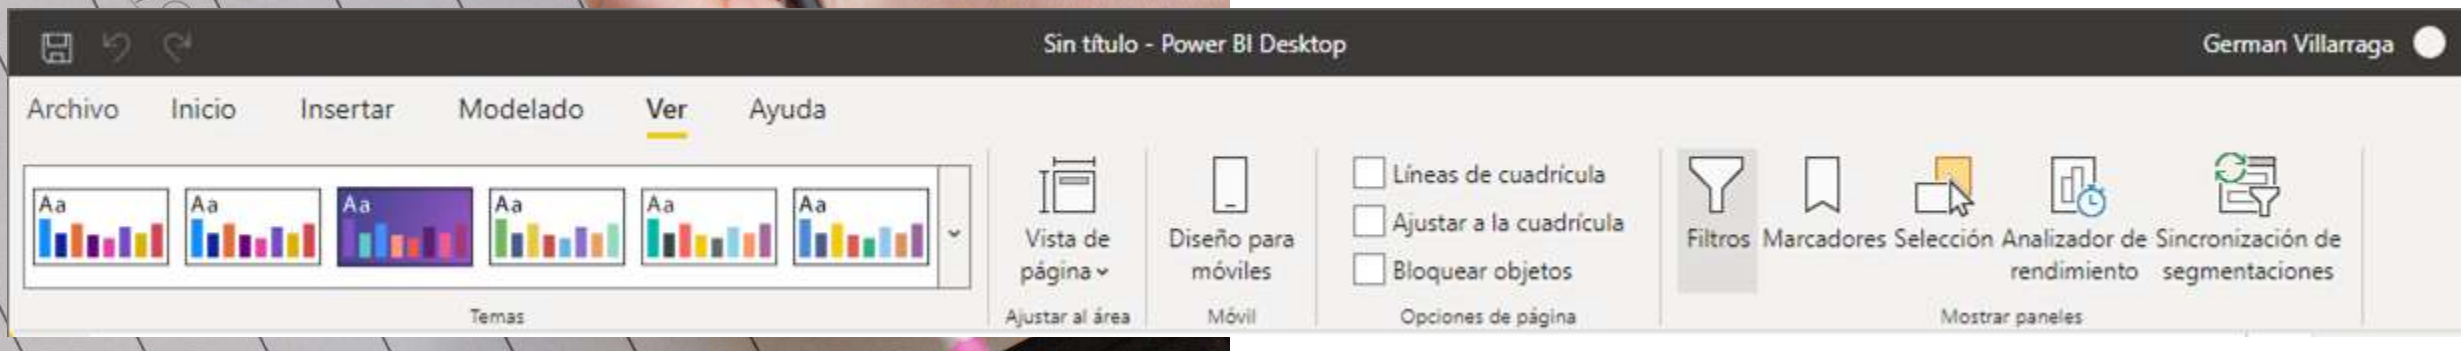 Sin título - Power BI Desktop
German Villarraga
Archivo Inicio Insertar Modelado Ver Ayuda
Aa Aa Aa Aa Aa Aa
Temas
Vista de
página
Ajustar al área
Diseño para
móviles
Móvil
Líneas de cuadrícula
Ajustar a la cuadrícula
Bloquear objetos
Opciones de página
Filtros Marcadores Selección Analizador de Sincronización de
rendimiento segmentaciones
Mostrar paneles